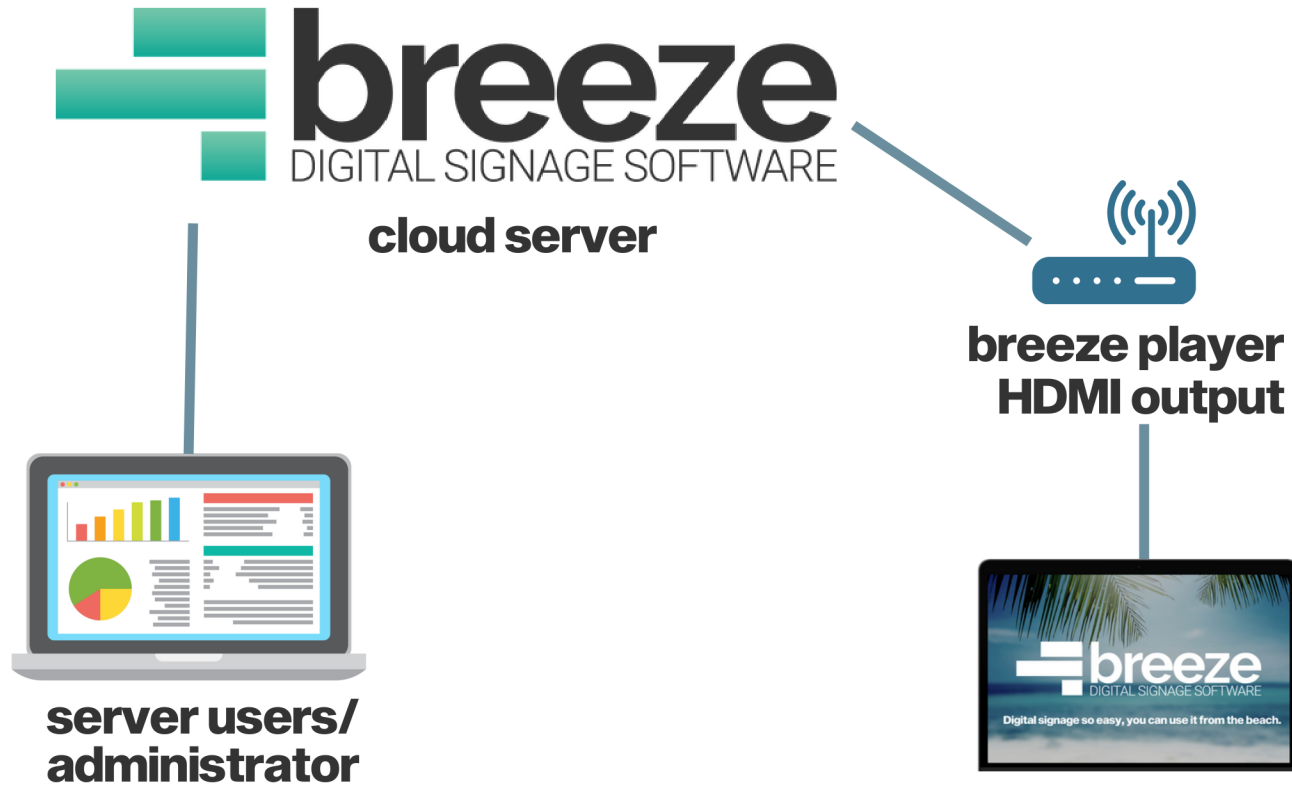 breeze
DIGITAL SIGNAGE SOFTWARE
cloud server
breeze player
HDMI output
server users/
administrator
breeze
DIGITAL SIGNAGE SOFTWARE
Digital signage so easy, you can use it from the beach.